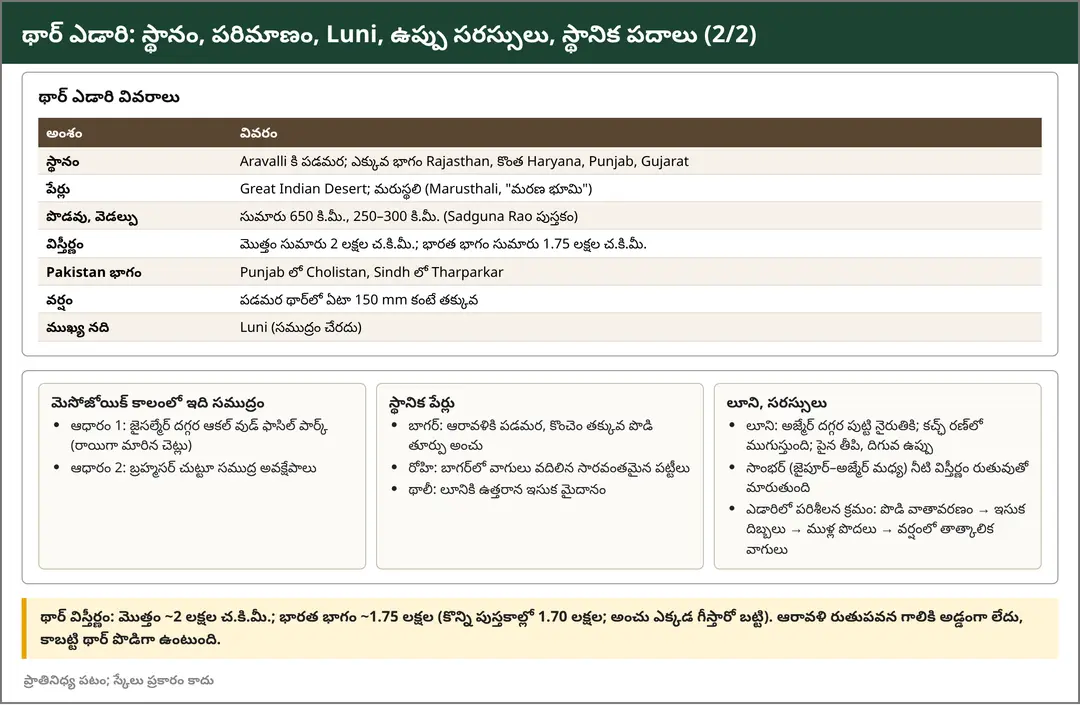 థార్ ఎడారి: స్థానం, పరిమాణం, Luni, ఉప్పు సరస్సులు, స్థానిక పదాలు (2/2)
థార్ ఎడారి వివరాలు
అంశం వివరం
స్థానం Aravalli కి పడమర; ఎక్కువ భాగం Rajasthan, కొంత Haryana, Punjab, Gujarat
పేర్లు Great Indian Desert; మరుస్థలి (Marusthali, "మరణ భూమి")
పొడవు, వెడల్పు సుమారు 650 కి.మీ., 250–300 కి.మీ. (Sadguna Rao పుస్తకం)
విస్తీర్ణం మొత్తం సుమారు 2 లక్షల చ.కి.మీ.; భారత భాగం సుమారు 1.75 లక్షల చ.కి.మీ.
Pakistan భాగం Punjab లో Cholistan, Sindh లో Tharparkar
వర్షం పడమర థార్‌లో ఏటా 150 mm కంటే తక్కువ
ముఖ్య నది Luni (సముద్రం చేరదు)
మెసోజోయిక్ కాలంలో ఇది సముద్రం
• ఆధారం 1: జైసల్మేర్ దగ్గర ఆకల్ వుడ్ ఫాసిల్ పార్క్
(రాయిగా మారిన చెట్లు)
• ఆధారం 2: బ్రహ్మసర్ చుట్టూ సముద్ర అవక్షేపాలు
స్థానిక పేర్లు
• బాగర్: ఆరావళికి పడమర, కొంచెం తక్కువ పొడి
తూర్పు అంచు
• రోహి: బాగర్‌లో వాగులు వదిలిన సారవంతమైన పట్టీలు
• థాలీ: లూనికి ఉత్తరాన ఇసుక మైదానం
లూని, సరస్సులు
• లూని: అజ్మేర్ దగ్గర పుట్టి నైరుతికి; కచ్ఛ్ రణ్‌లో
ముగుస్తుంది; పైన తీపి, దిగువ ఉప్పు
• సాంభర్ (జైపూర్–అజ్మేర్ మధ్య) నీటి విస్తీర్ణం రుతువుతో
మారుతుంది
• ఎడారిలో పరిశీలన క్రమం: పొడి వాతావరణం → ఇసుక
దిబ్బలు → ముళ్ల పొదలు → వర్షంలో తాత్కాలిక
వాగులు
థార్ విస్తీర్ణం: మొత్తం ~2 లక్షల చ.కి.మీ.; భారత భాగం ~1.75 లక్షల (కొన్ని పుస్తకాల్లో 1.70 లక్షలు; అంచు ఎక్కడ గీస్తారో బట్టి). ఆరావళి రుతుపవన గాలికి అడ్డంగా లేదు,
కాబట్టి థార్ పొడిగా ఉంటుంది.
ప్రాతినిధ్య పటం; స్కేలు ప్రకారం కాదు